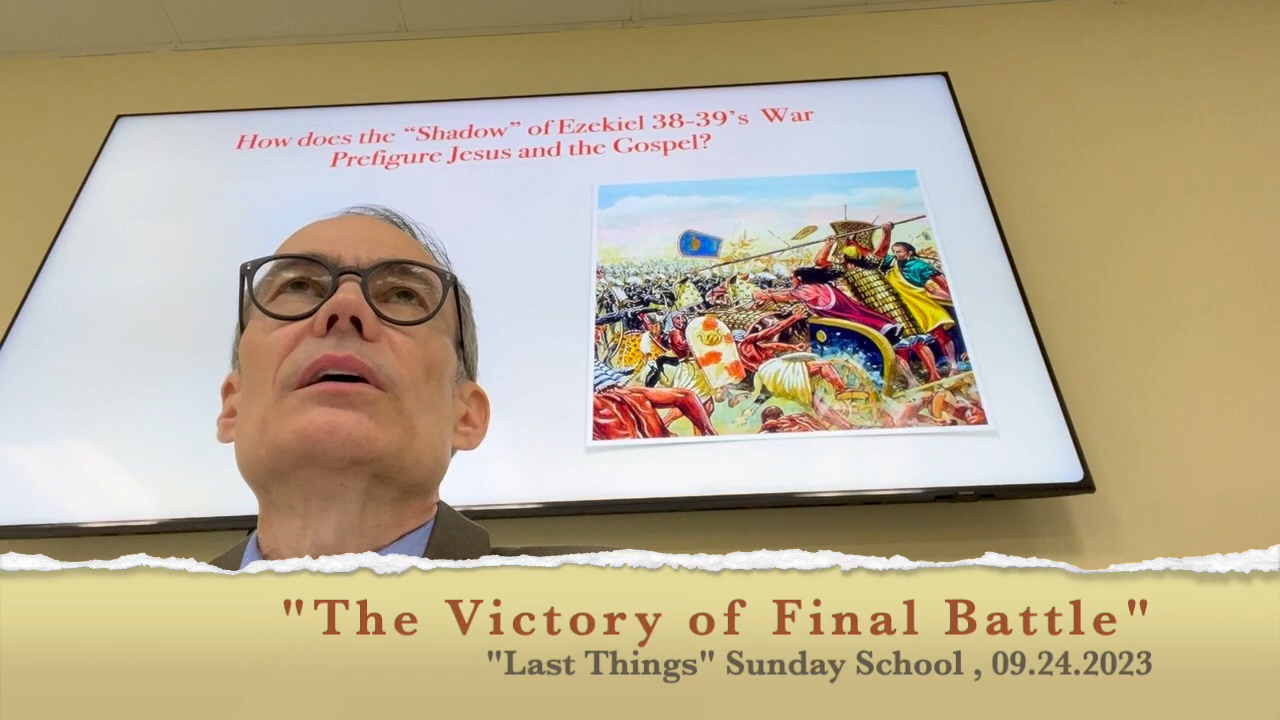 How does the “Shadow” of Ezekiel 38-39’s War
Prefigure Jesus and the Gospel?
"The Victory of Final Battle"
"Last Things" Sunday School , 09.24.2023